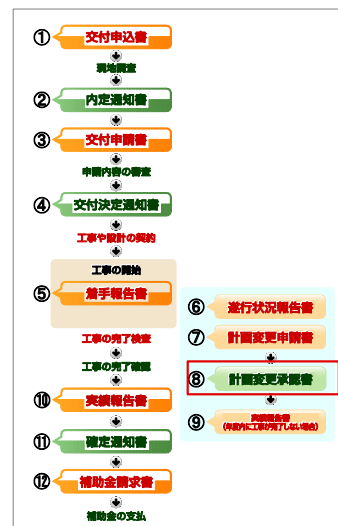 ① 交付申込書
現地調査
② 内定通知書
③ 交付申請書
申請内容の審査
④ 交付決定通知書
工事や設計の契約
工事の開始
⑤ 着手報告書
⑥ 遂行状況報告書
⑦ 計画変更申請書
⑧ 計画変更承認書
⑨ 実績報告書
(年度内に工事が完了しない場合)
工事の完了検査
工事の完了確認
⑩ 実績報告書
⑪ 確定通知書
⑫ 補助金請求書
補助金の支払